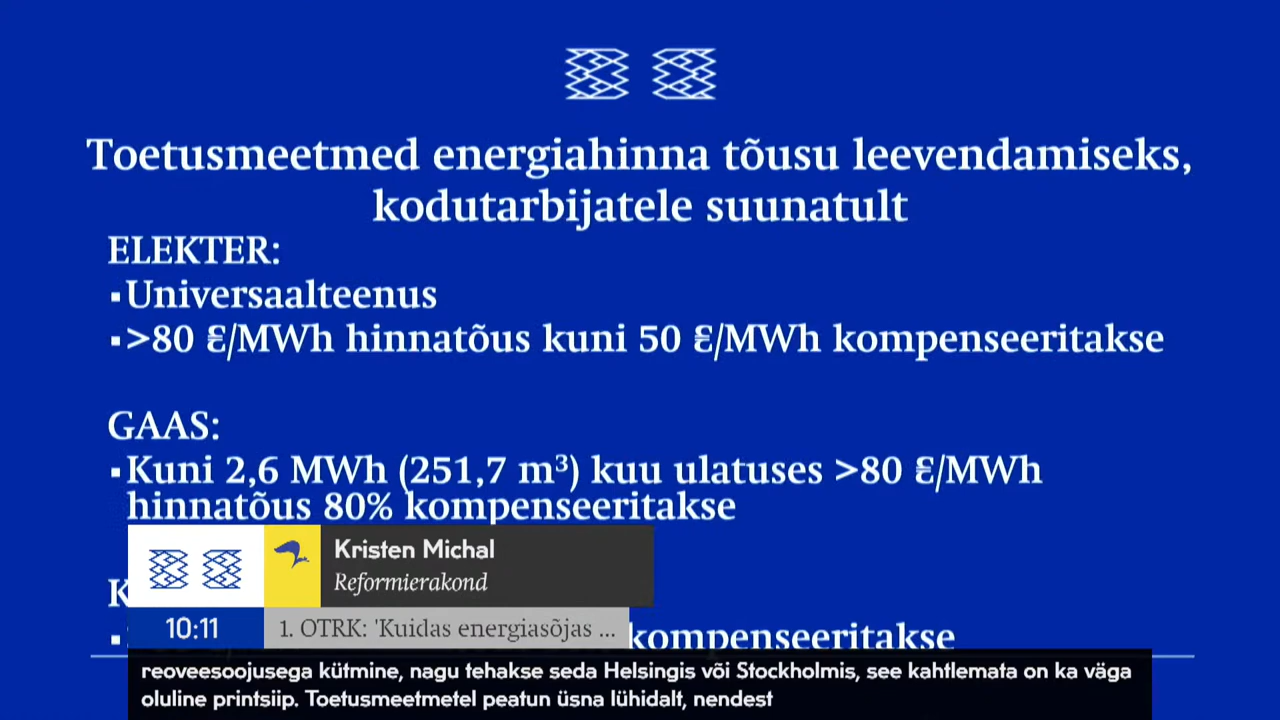 Toetusmeetmed energiahinna tõusu leevendamiseks,
kodutarbijatele suunatult
ELEKTER:
▪Universaalteenus
▪>80 €/MWh hinnatõus kuni 50 €/MWh kompenseeritakse
GAAS:
▪Kuni 2,6 MWh (251,7 m³) kuu ulatuses >80 €/MWh
hinnatõus 80% kompenseeritakse
kompenseeritakse
Kristen Michal
Reformierakond
10:11
1. OTRK: 'Kuidas energiasõjas ...
reoveesoojusega kütmine, nagu tehakse seda Helsingis või Stockholmis, see kahtlemata on ka väga
oluline printsiip. Toetusmeetmetel peatun üsna lühidalt, nendest